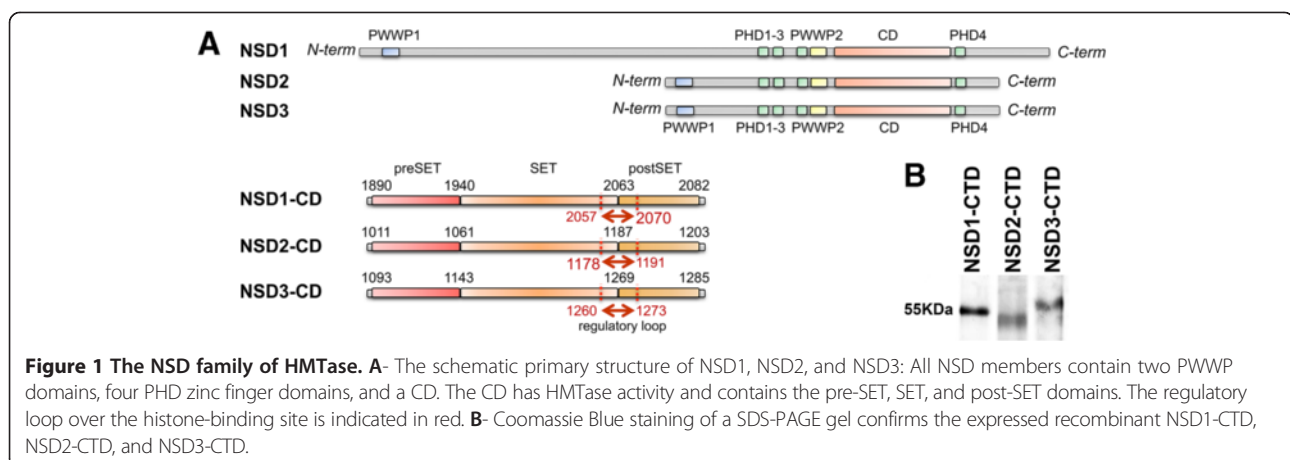 A
PWWP1 PHD1-3 PWWP2 CD PHD4
NSD1 N-term C-term
NSD2 N-term C-term
NSD3 N-term C-term
PWWP1 PHD1-3 PWWP2 CD PHD4
preSET SET postSET
1890 1940 2063 2082
NSD1-CD
2057 2070
1011 1061 1187 1203
NSD2-CD
1178 1191
1093 1143 1269 1285
NSD3-CD
1260 1273
regulatory loop
B
NSD1-CTD
NSD2-CTD
NSD3-CTD
55KDa
Figure 1 The NSD family of HMTase. A- The schematic primary structure of NSD1, NSD2, and NSD3: All NSD members contain two PWWP
domains, four PHD zinc finger domains, and a CD. The CD has HMTase activity and contains the pre-SET, SET, and post-SET domains. The regulatory
loop over the histone-binding site is indicated in red. B- Coomassie Blue staining of a SDS-PAGE gel confirms the expressed recombinant NSD1-CTD,
NSD2-CTD, and NSD3-CTD.